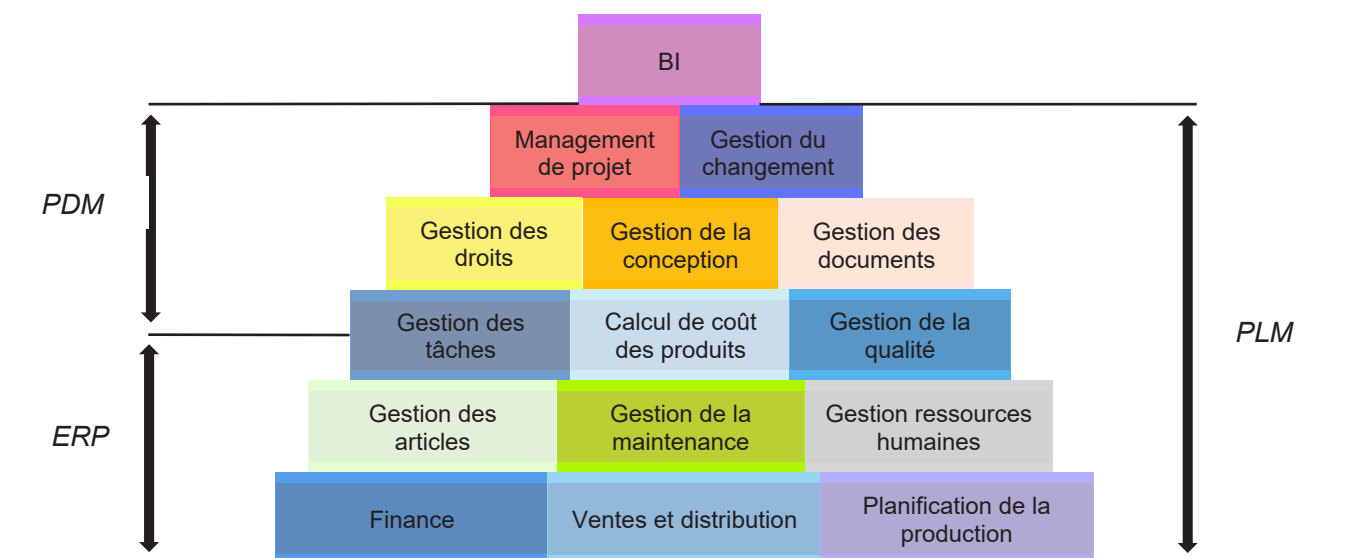 BI
Management
de projet
Gestion du
changement
PDM
Gestion des
droits
Gestion de la
conception
Gestion des
documents
Gestion des
tâches
Calcul de coût
des produits
Gestion de la
qualité
PLM
ERP
Gestion des
articles
Gestion de la
maintenance
Gestion ressources
humaines
Finance
Ventes et distribution
Planification de la
production